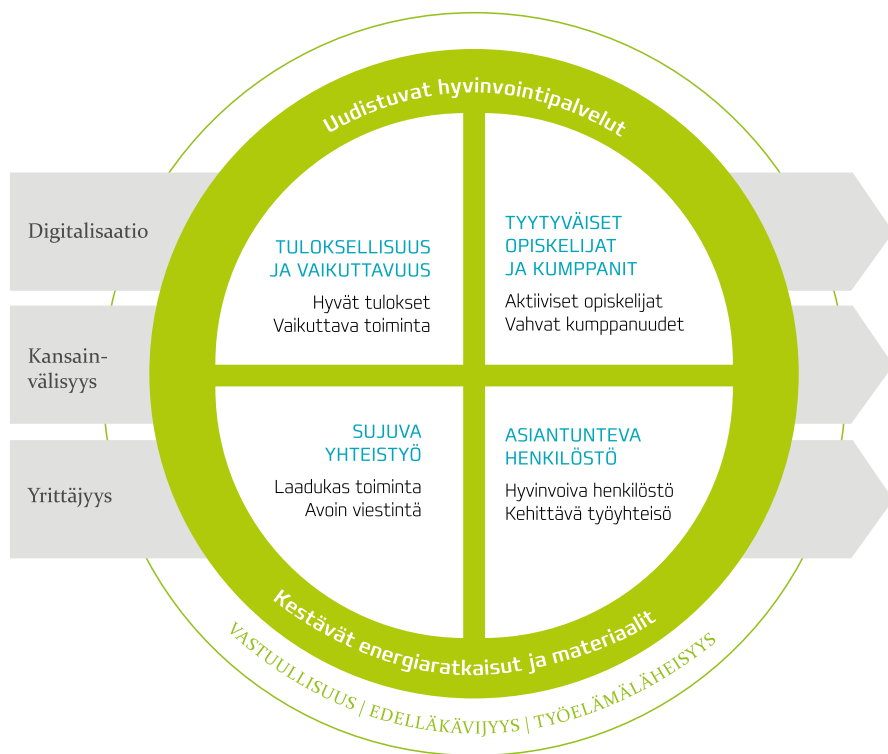 Uudistuvat hyvinvointipalvelut
Digitalisaatio
Kansain-
välisyys
Yrittäjyys
TULOKSELLISUUS
JA VAIKUTTAVUUS
Hyvät tulokset
Vaikuttava toiminta
TYYTYVÄISET
OPISKELIJAT
JA KUMPPANIT
Aktiiviset opiskelijat
Vahvat kumppanuudet
SUJUVA
YHTEISTYÖ
Laadukas toiminta
Avoin viestintä
ASIANTUNTEVA
HENKILÖSTÖ
Hyvinvoiva henkilöstö
Kehittävä työyhteisö
Kestävät energiaratkaisut ja materiaalit
VASTUULLISUUS | EDELLÄKÄVIJYYS | TYÖELÄMÄLÄHEISYYS